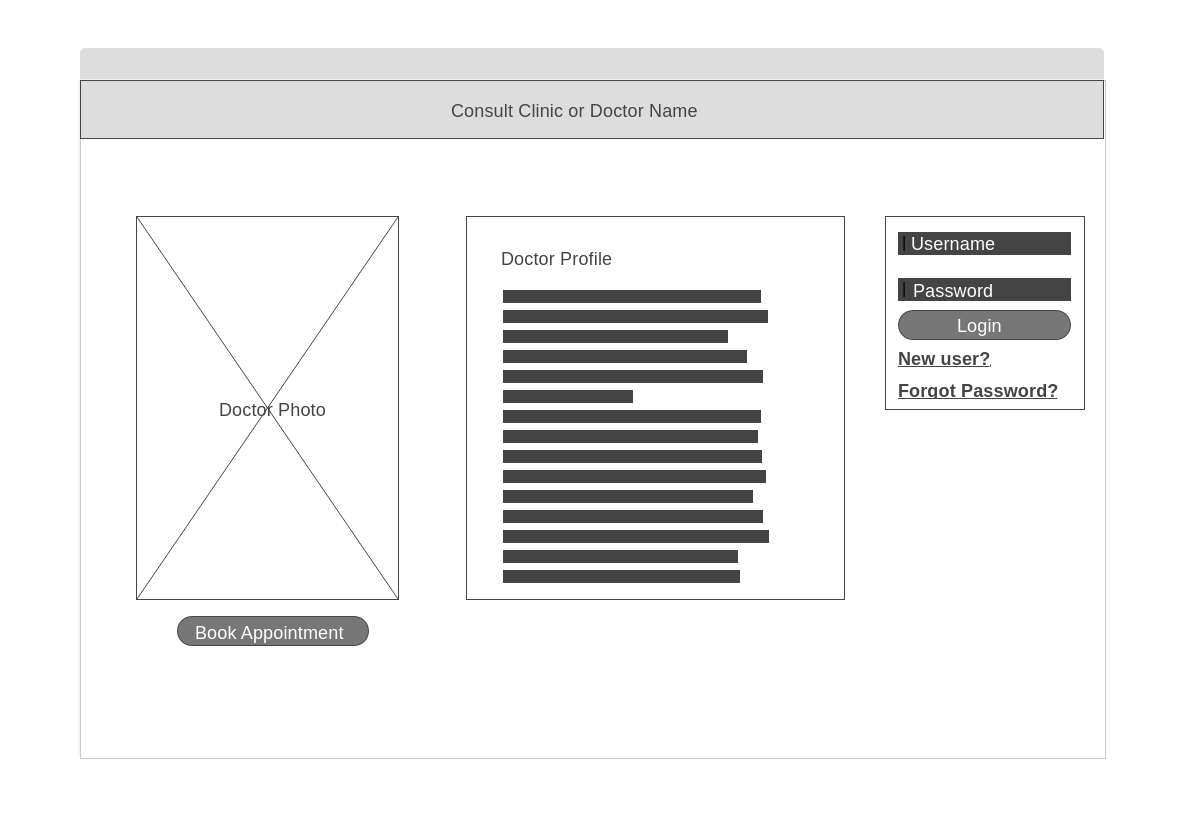 Consult Clinic or Doctor Name
Doctor Photo
Book Appointment
Doctor Profile
Username
Password
Login
New user?
Forgot Password?